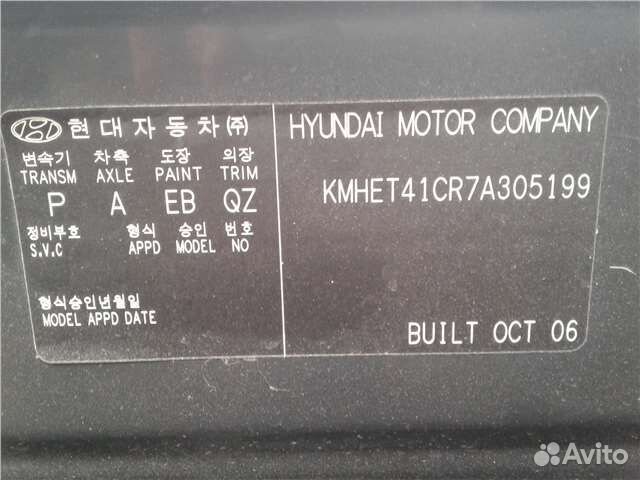 현대자동차㈜
변속기 차축 도장 외장
TRANSM AXLE PAINT TRIM
P A EB QZ
정비부호 형식 승인 번호
S.V.C APPD MODEL NO
형식승인년월일
MODEL APPD DATE
HYUNDAI MOTOR COMPANY
KMHET41CR7A305199
BUILT OCT 06
Avito